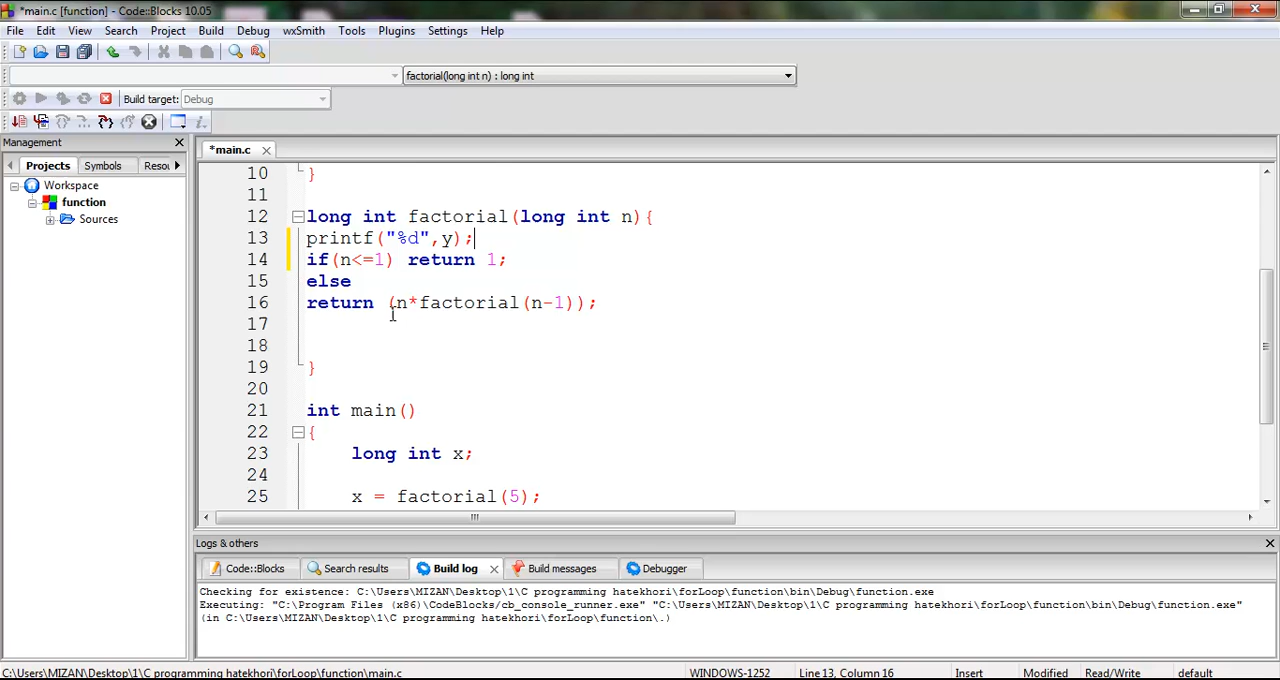 *main.c [function] - Code::Blocks 10.05
File Edit View Search Project Build Debug wxSmith Tools Plugins Settings Help
factorial(long int n) : long int
Build target: Debug
Management
Projects Symbols Resou
*main.c
Workspace
function
Sources
10 }
11
12 long int factorial(long int n){
13 printf("%d",y);
14 if(n<=1) return 1;
15 else
16 return (n*factorial(n-1));
17
18
19 }
20
21 int main()
22 {
23 long int x;
24
25 x = factorial(5);
Logs & others
Code::Blocks Search results Build log Build messages Debugger
Checking for existence: C:\Users\MIZAN\Desktop\1\C programming hatekhori\forLoop\function\bin\Debug\function.exe
Executing: "C:\Program Files (x86)\CodeBlocks/cb_console_runner.exe" "C:\Users\MIZAN\Desktop\1\C programming hatekhori\forLoop\function\bin\Debug\function.exe"
(in C:\Users\MIZAN\Desktop\1\C programming hatekhori\forLoop\function\.)
C:\Users\MIZAN\Desktop\1\C programming hatekhori\forLoop\function\main.c WINDOWS-1252 Line 13, Column 16 Insert Modified Read/Write default